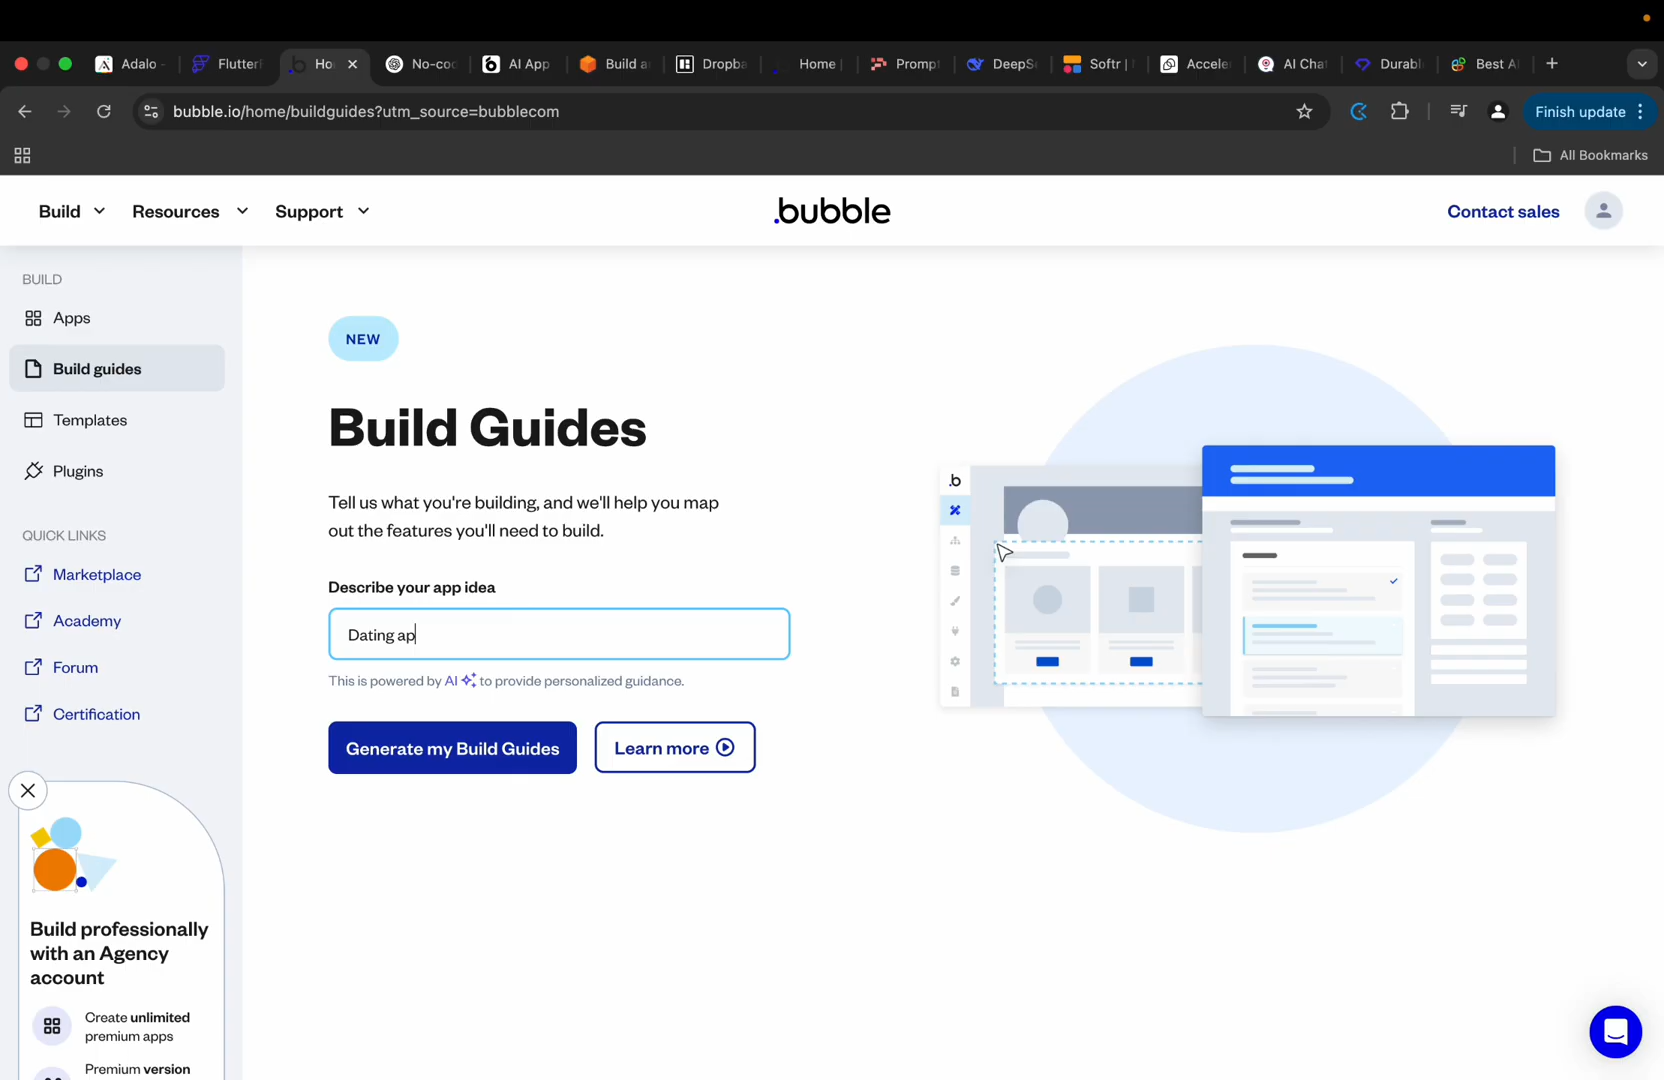 Adalo
FlutterF
Ho
No-cod
AI App
Build a
Dropba
Home |
Prompt
DeepS
Softr |
Acceler
AI Chat
Durabl
Best AI
bubble.io/home/buildguides?utm_source=bubblecom
Finish update
All Bookmarks
Build
Resources
Support
.bubble
Contact sales
BUILD
Apps
Build guides
Templates
Plugins
QUICK LINKS
Marketplace
Academy
Forum
Certification
Build professionally
with an Agency
account
Create unlimited
premium apps
Premium version
NEW
Build Guides
Tell us what you're building, and we'll help you map
out the features you'll need to build.
Describe your app idea
Dating ap
This is powered by AI to provide personalized guidance.
Generate my Build Guides
Learn more
.b